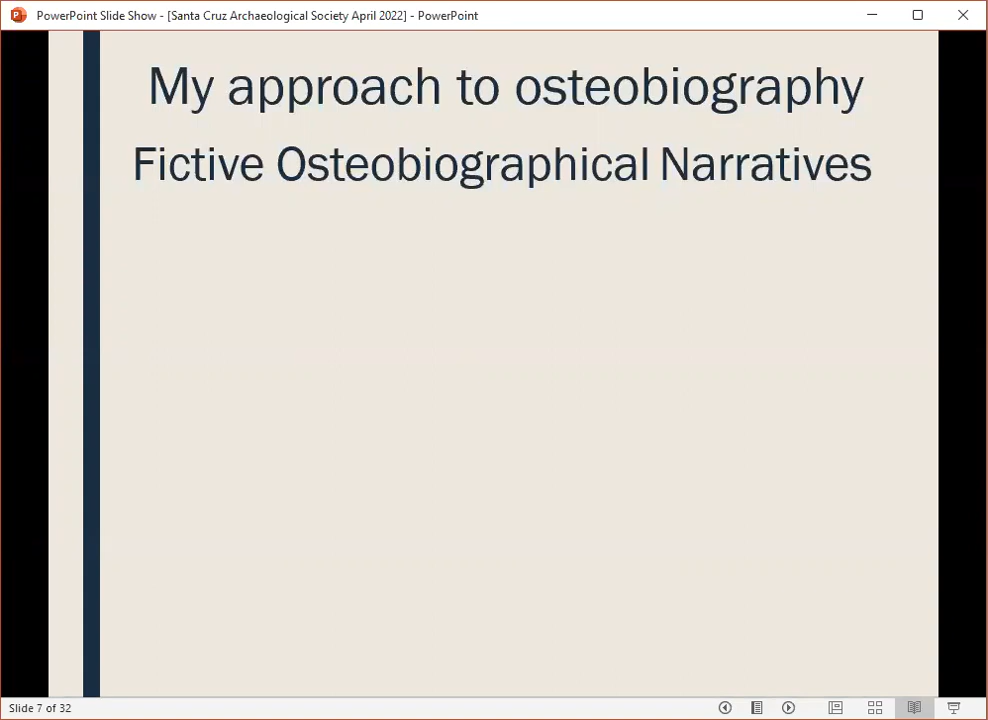 PowerPoint Slide Show - [Santa Cruz Archaeological Society April 2022] - PowerPoint
My approach to osteobiography
Fictive Osteobiographical Narratives
Slide 7 of 32